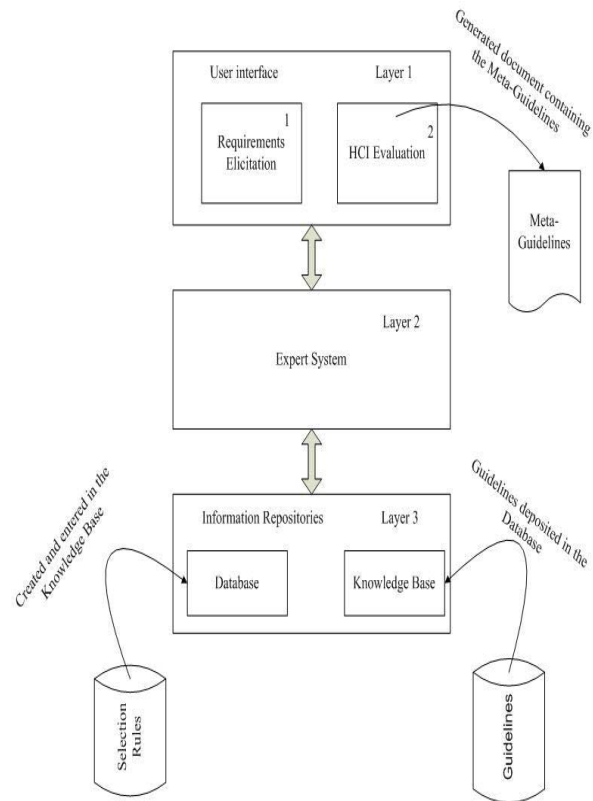 User interface
Layer 1
1
Requirements
Elicitation
2
HCI Evaluation
Generated document containing
the Meta-Guidelines
Meta-
Guidelines
Layer 2
Expert System
Created and entered in the
Knowledge Base
Information Repositories
Layer 3
Database
Knowledge Base
Guidelines deposited in the
Database
Selection
Rules
Guidelines